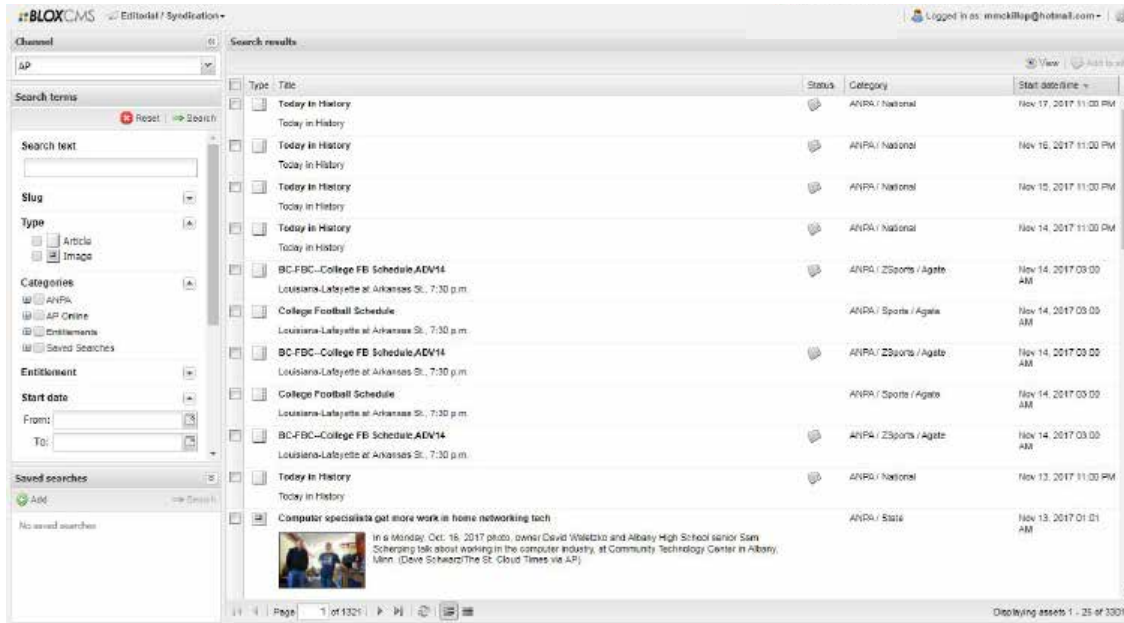 BLOXCMS Editorial / Syndication
Logged in as: mmckillop@hotmail.com
Channel
AP
Search terms
Reset Search
Search text
Slug
Type
Article
Image
Categories
ANPA
AP Online
Entitlements
Saved Searches
Entitlement
Start date
From:
To:
Saved searches
Add Search
No saved searches
Search results
View Add to
Type Title Status Category Start date/time
Today in History ANPA / National Nov 17, 2017 11:00 PM
Today in History
Today in History ANPA / National Nov 16, 2017 11:00 PM
Today in History
Today in History ANPA / National Nov 15, 2017 11:00 PM
Today in History
Today in History ANPA / National Nov 14, 2017 11:00 PM
Today in History
BC-FBC--College FB Schedule,ADV14 ANPA / ZSports / Agate Nov 14, 2017 03:00
AM
Louisiana-Lafayette at Arkansas St., 7:30 p.m.
College Football Schedule ANPA / Sports / Agate Nov 14, 2017 03:00
AM
Louisiana-Lafayette at Arkansas St., 7:30 p.m.
BC-FBC--College FB Schedule,ADV14 ANPA / ZSports / Agate Nov 14, 2017 03:00
AM
Louisiana-Lafayette at Arkansas St., 7:30 p.m.
College Football Schedule ANPA / Sports / Agate Nov 14, 2017 03:00
AM
Louisiana-Lafayette at Arkansas St., 7:30 p.m.
BC-FBC--College FB Schedule,ADV14 ANPA / ZSports / Agate Nov 14, 2017 03:00
AM
Louisiana-Lafayette at Arkansas St., 7:30 p.m.
Today in History ANPA / National Nov 13, 2017 11:00 PM
Today in History
Computer specialists get more work in home networking tech ANPA / State Nov 13, 2017 01:01
AM
In a Monday, Oct. 16, 2017 photo, owner David Waletzko and Albany High School senior Sam
Scherping talk about working in the computer industry, at Community Technology Center in Albany,
Minn. (Dave Schwarz/The St. Cloud Times via AP)
Page 1 of 1321
Displaying assets 1 - 25 of 3301